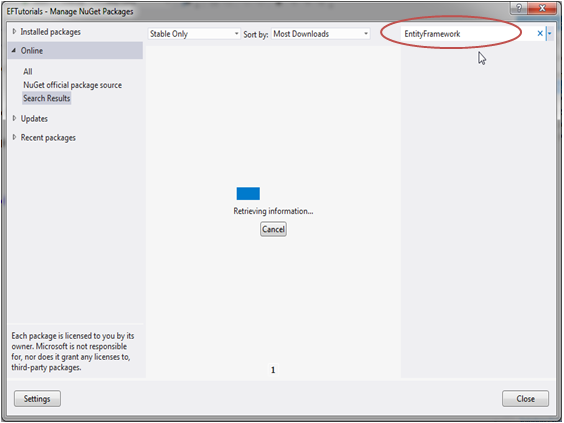 EFTutorials - Manage NuGet Packages
Installed packages
Online
All
NuGet official package source
Search Results
Updates
Recent packages
Stable Only
Sort by: Most Downloads
EntityFramework
Retrieving information...
Cancel
Each package is licensed to you by its
owner. Microsoft is not responsible
for, nor does it grant any licenses to,
third-party packages.
1
Settings
Close